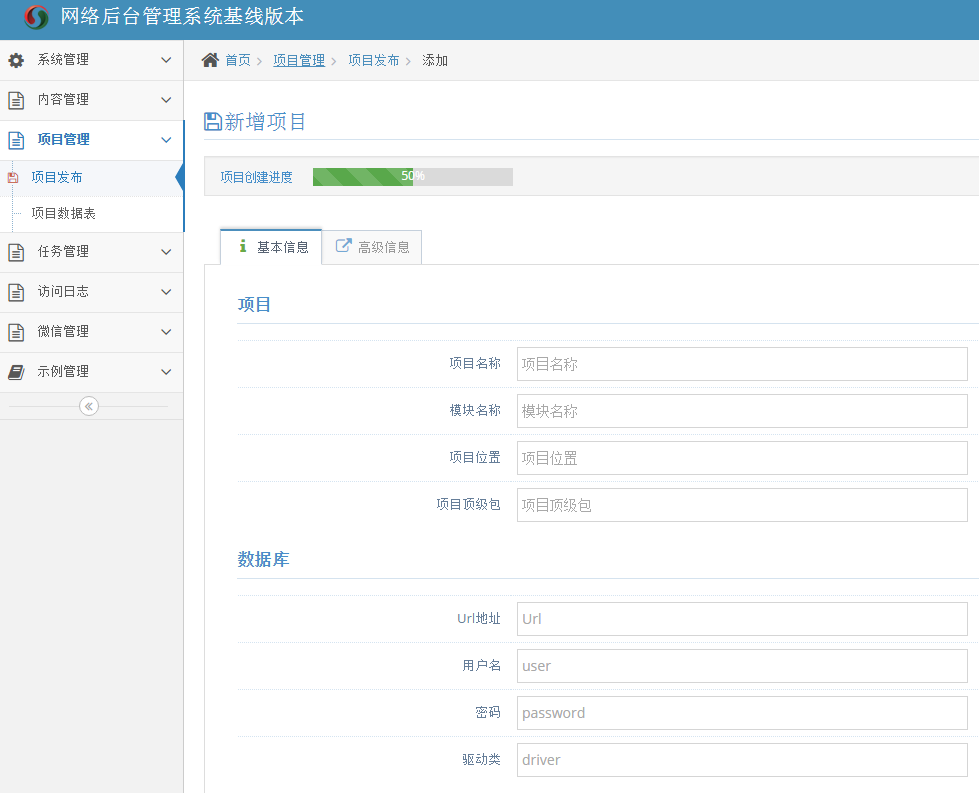 网络后台管理系统基线版本
系统管理
内容管理
项目管理
项目发布
项目数据表
任务管理
访问日志
微信管理
示例管理
首页 项目管理 项目发布 添加
新增项目
项目创建进度 50%
基本信息 高级信息
项目
项目名称 项目名称
模块名称 模块名称
项目位置 项目位置
项目顶级包 项目顶级包
数据库
Url地址 Url
用户名 user
密码 password
驱动类 driver